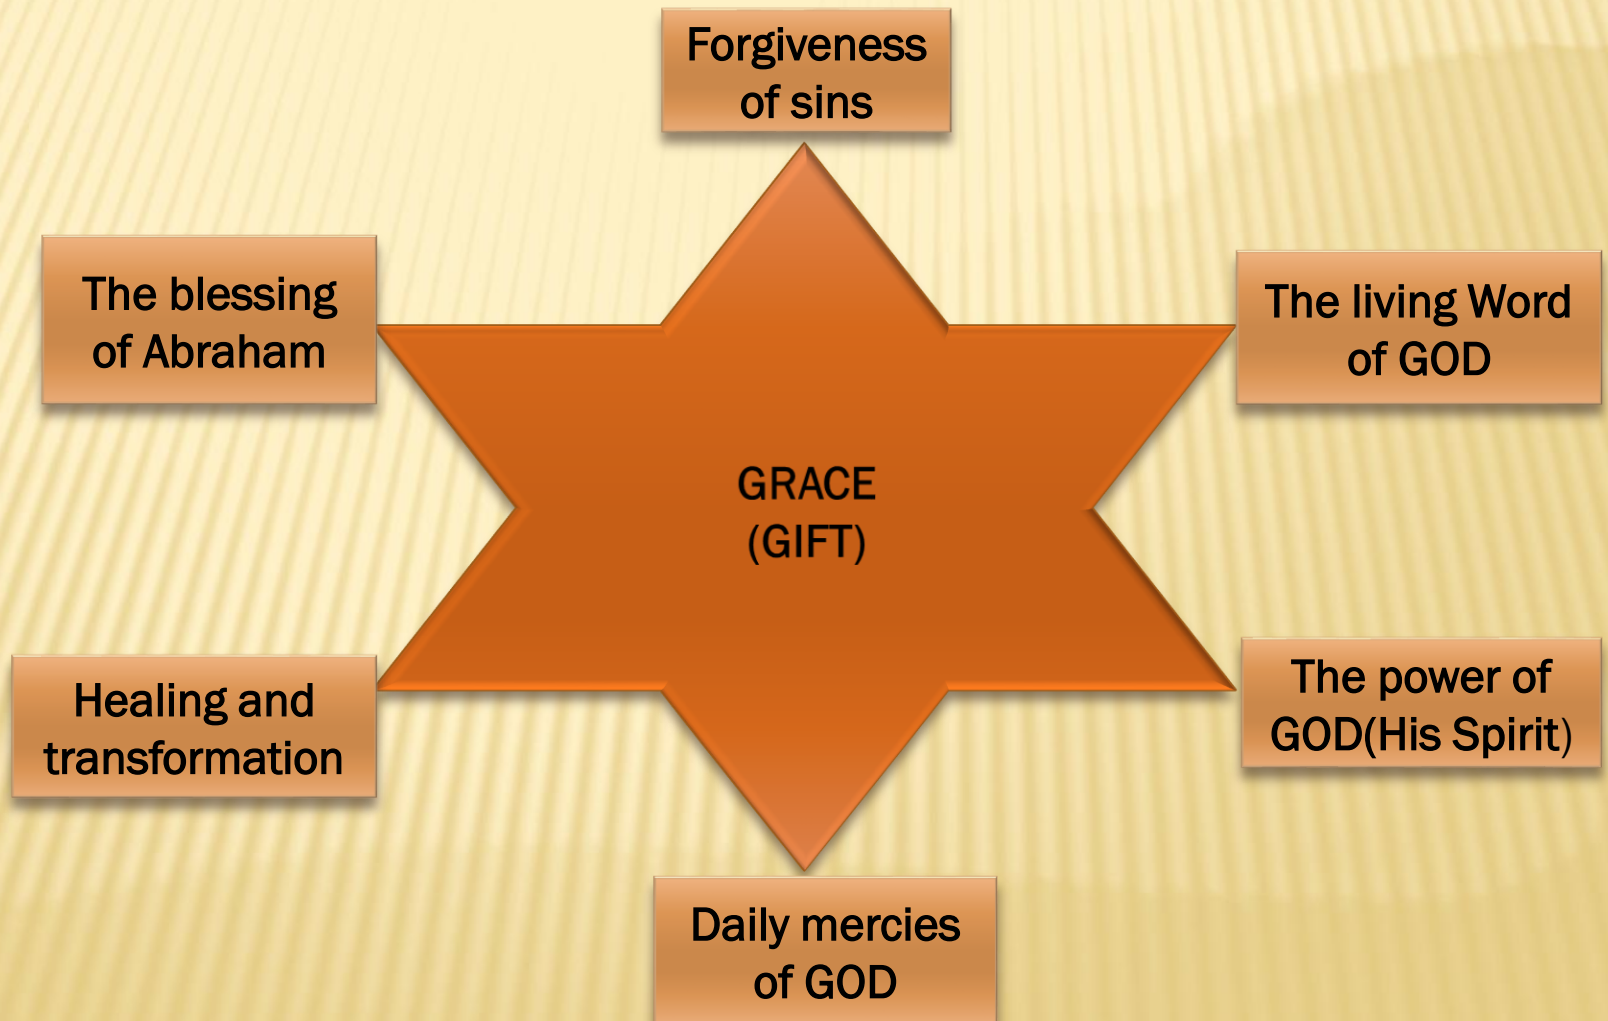 Forgiveness
of sins
The blessing
of Abraham
The living Word
of GOD
GRACE
(GIFT)
Healing and
transformation
The power of
GOD(His Spirit)
Daily mercies
of GOD